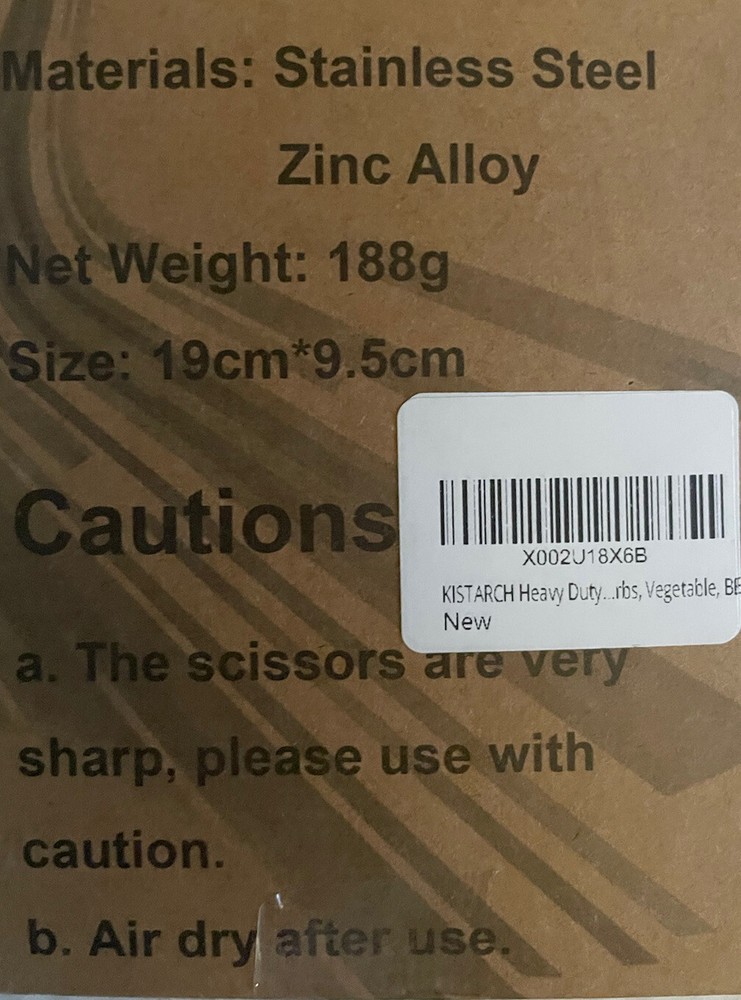 Materials: Stainless Steel
Zinc Alloy
Net Weight: 188g
Size: 19cm*9.5cm
Cautions
X002U18X6B
KISTARCH Heavy Duty...rbs, Vegetable, BB
New
a. The scissors are very
sharp, please use with
caution.
b. Air dry after use.